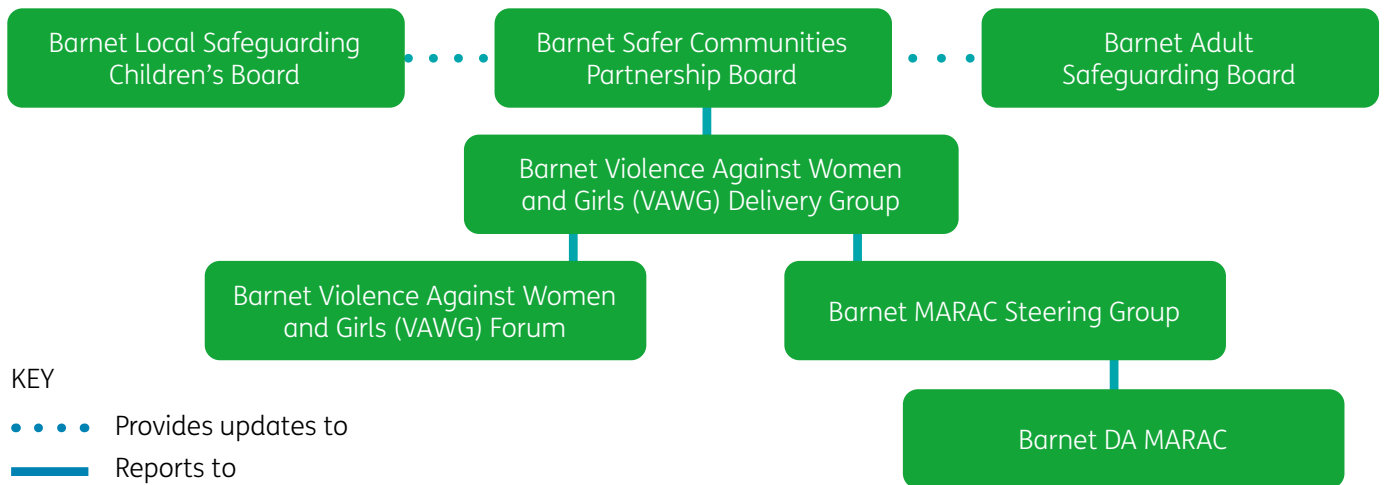 Barnet Local Safeguarding
Children’s Board
Barnet Safer Communities
Partnership Board
Barnet Adult
Safeguarding Board
Barnet Violence Against Women
and Girls (VAWG) Delivery Group
Barnet Violence Against Women
and Girls (VAWG) Forum
Barnet MARAC Steering Group
Barnet DA MARAC
KEY
Provides updates to
Reports to